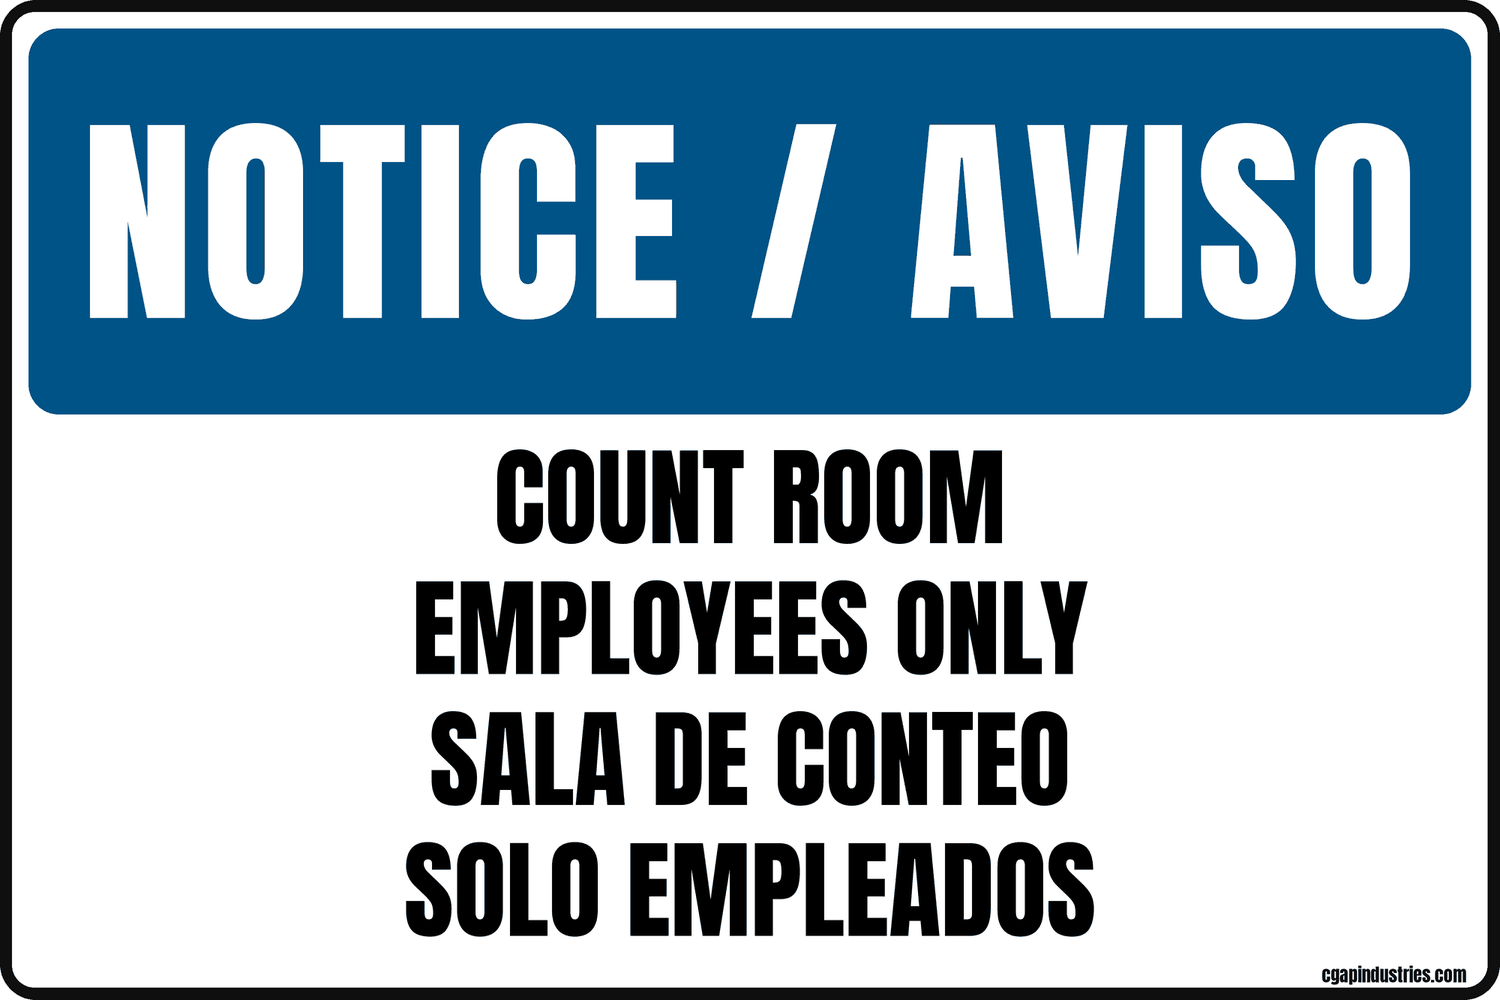 NOTICE / AVISO
COUNT ROOM
EMPLOYEES ONLY
SALA DE CONTEO
SOLO EMPLEADOS
cgapindustries.com